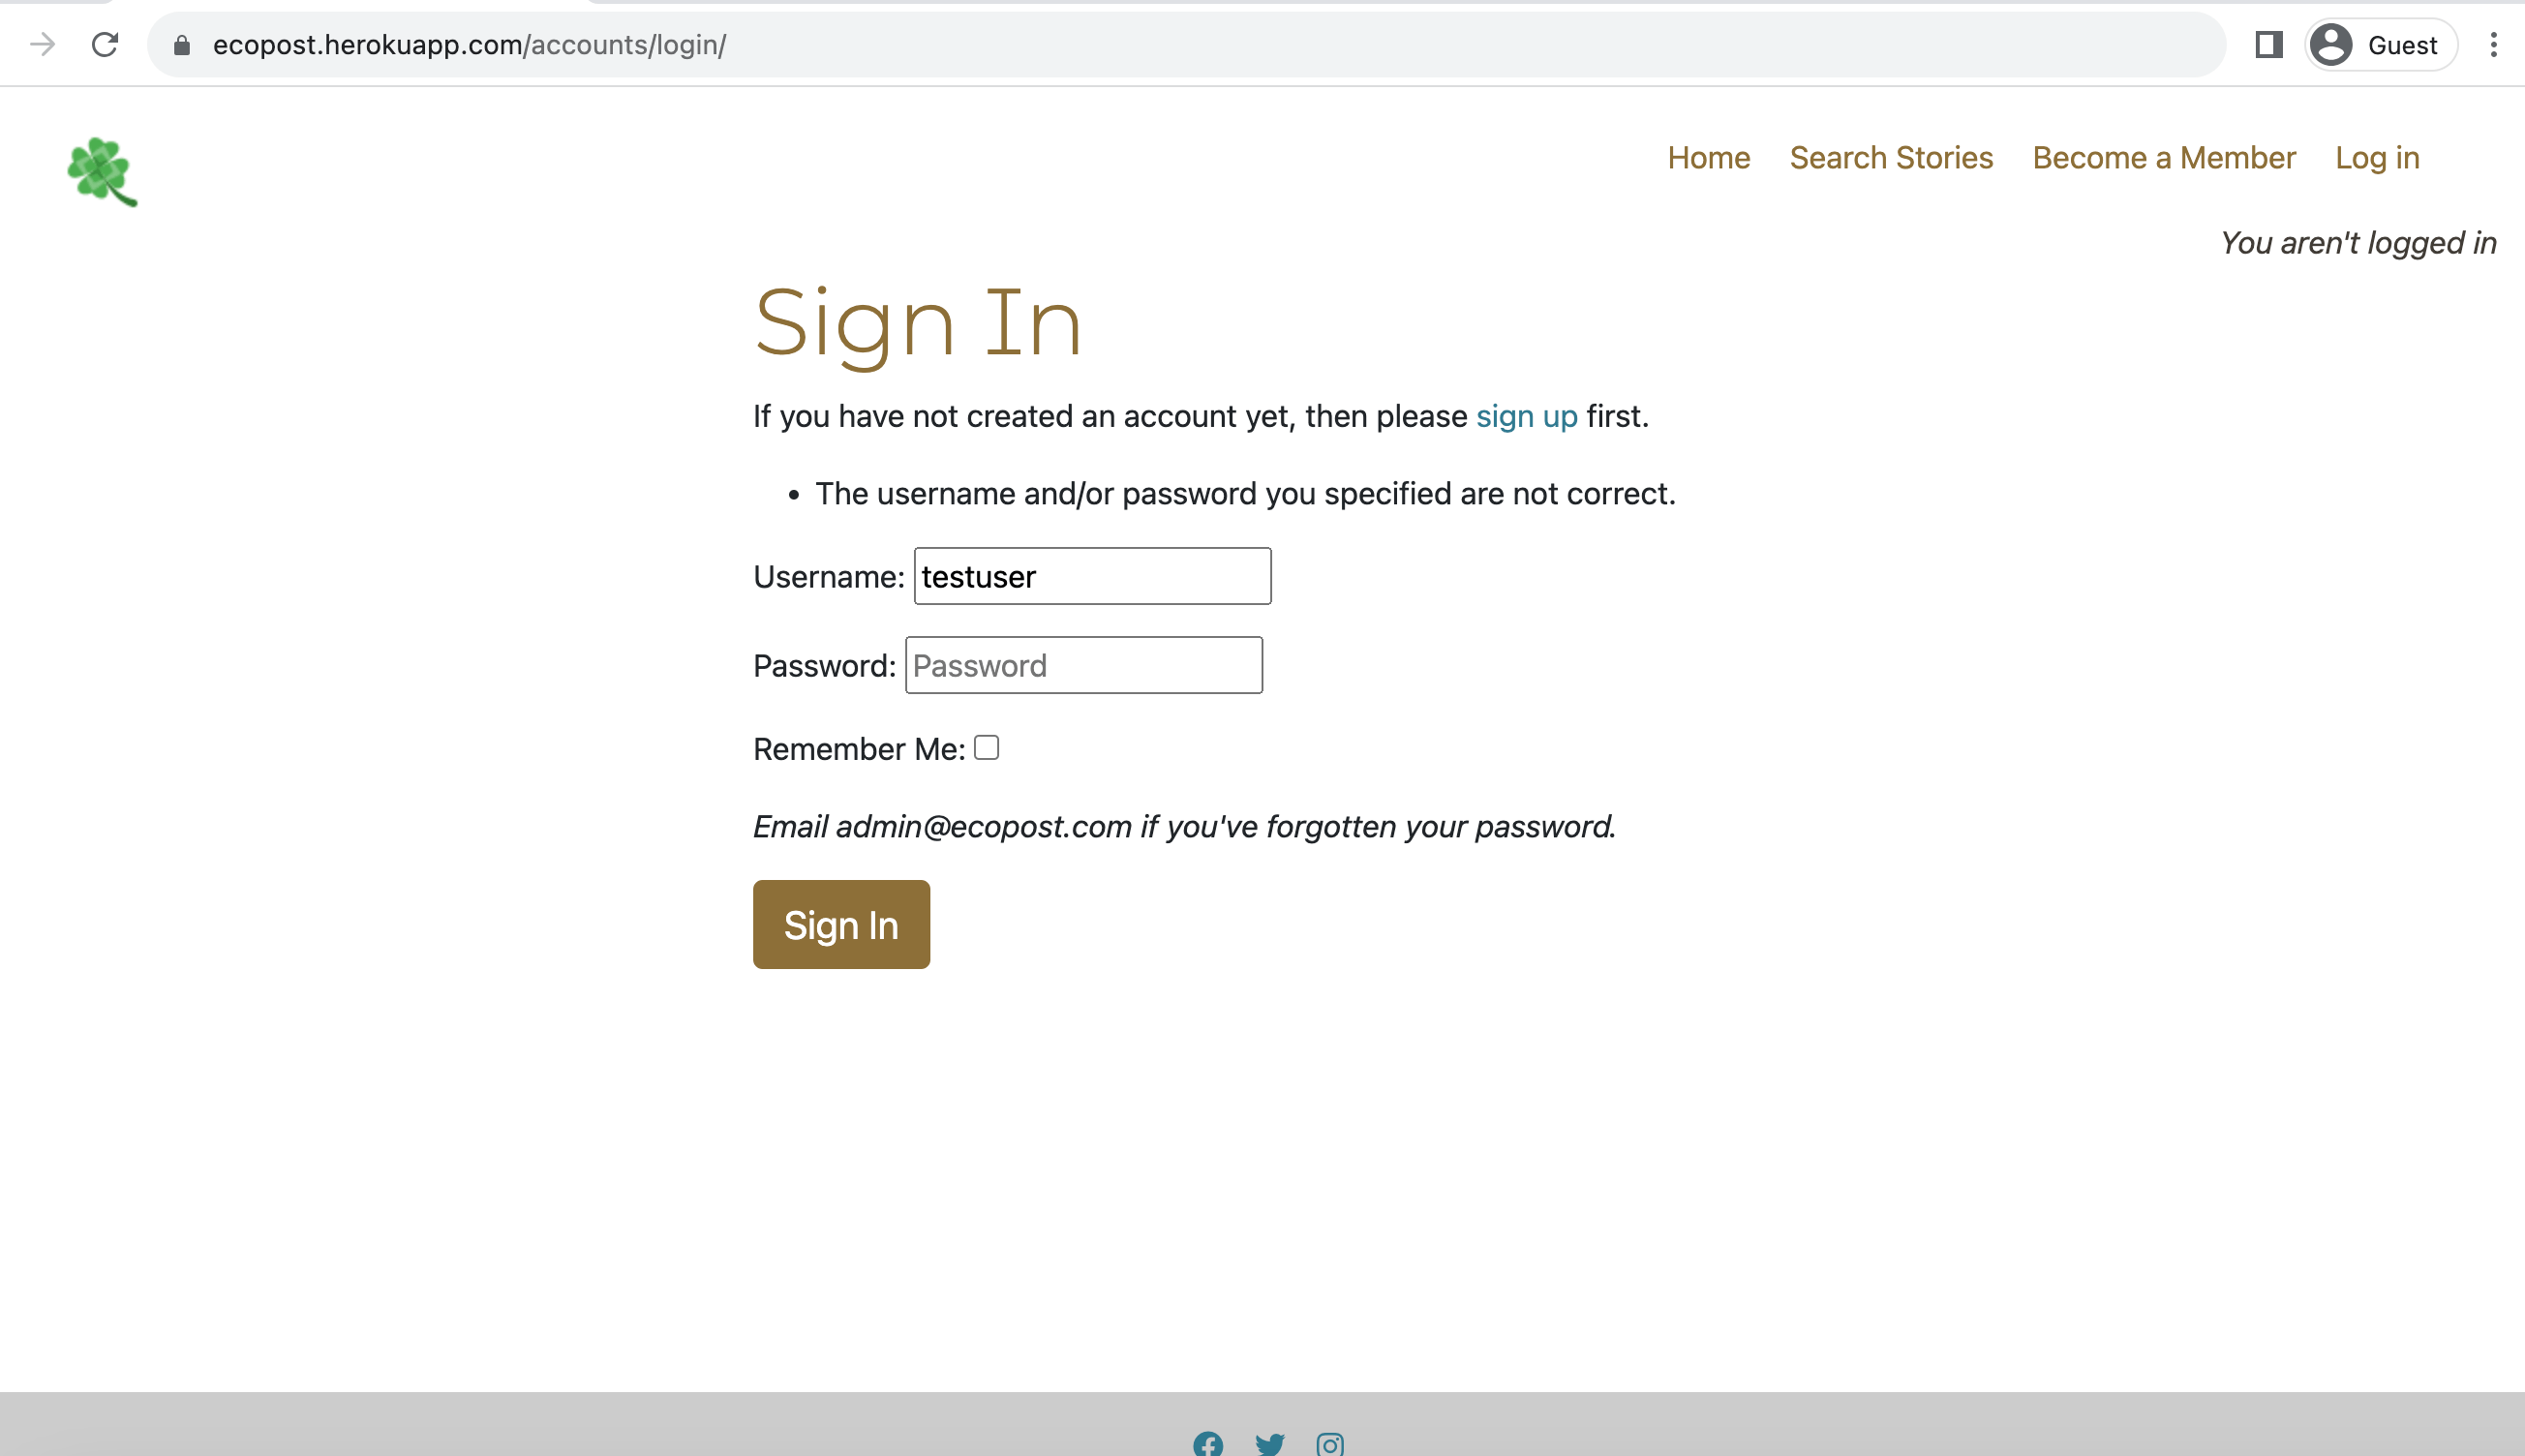 ecopost.herokuapp.com/accounts/login/
Guest
Home Search Stories Become a Member Log in
You aren't logged in
Sign In
If you have not created an account yet, then please sign up first.
• The username and/or password you specified are not correct.
Username: testuser
Password: Password
Remember Me:
Email admin@ecopost.com if you've forgotten your password.
Sign In